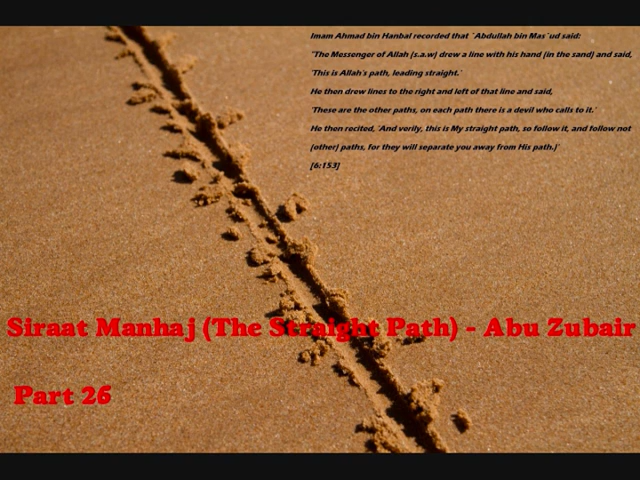 Imam Ahmad bin Hanbal recorded that `Abdullah bin Mas`ud said:
"The Messenger of Allah (s.a.w) drew a line with his hand (in the sand) and said,
'This is Allah's path, leading straight.'
He then drew lines to the right and left of that line and said,
'These are the other paths, on each path there is a devil who calls to it.'
He then recited, 'And verily, this is My straight path, so follow it, and follow not
(other) paths, for they will separate you away from His path.)'
[6:153]
Siraat Manhaj (The Straight Path) - Abu Zubair
Part 26